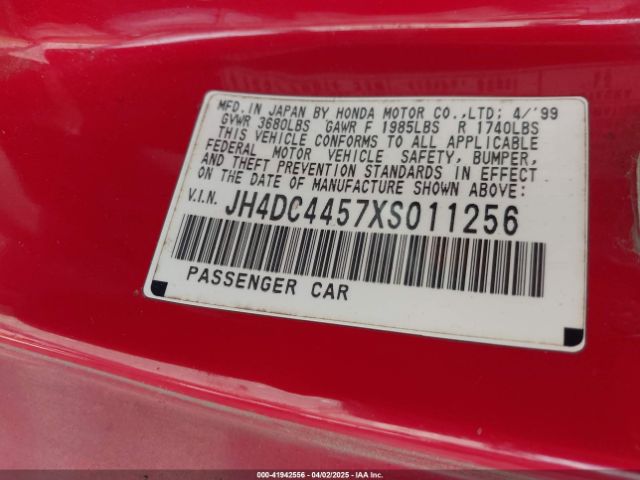 MFD. IN JAPAN BY HONDA MOTOR CO., LTD; 4/'99
GVWR 3680LBS GAWR F 1985LBS R 1740LBS
THIS VEHICLE CONFORMS TO ALL APPLICABLE
FEDERAL MOTOR VEHICLE SAFETY, BUMPER,
AND THEFT PREVENTION STANDARDS IN EFFECT
ON THE DATE OF MANUFACTURE SHOWN ABOVE:
V.I.N. JH4DC4457XS011256
PASSENGER CAR
000-41942556 - 04/02/2025 - IAA Inc.